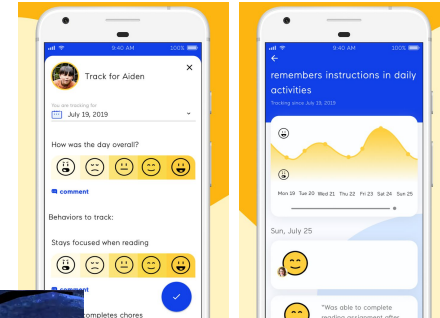 9:40 AM 100%
Track for Aiden
You are tracking for
July 19, 2019
How was the day overall?
comment
Behaviors to track:
Stays focused when reading
comment
completes chores
9:40 AM 100%
remembers instructions in daily
activities
Tracking since July 19, 2019
Mon 19 Tue 20 Wed 21 Thu 22 Fri 23 Sat 24 Sun 25
Sun, July 25
"Was able to complete
reading assignment after